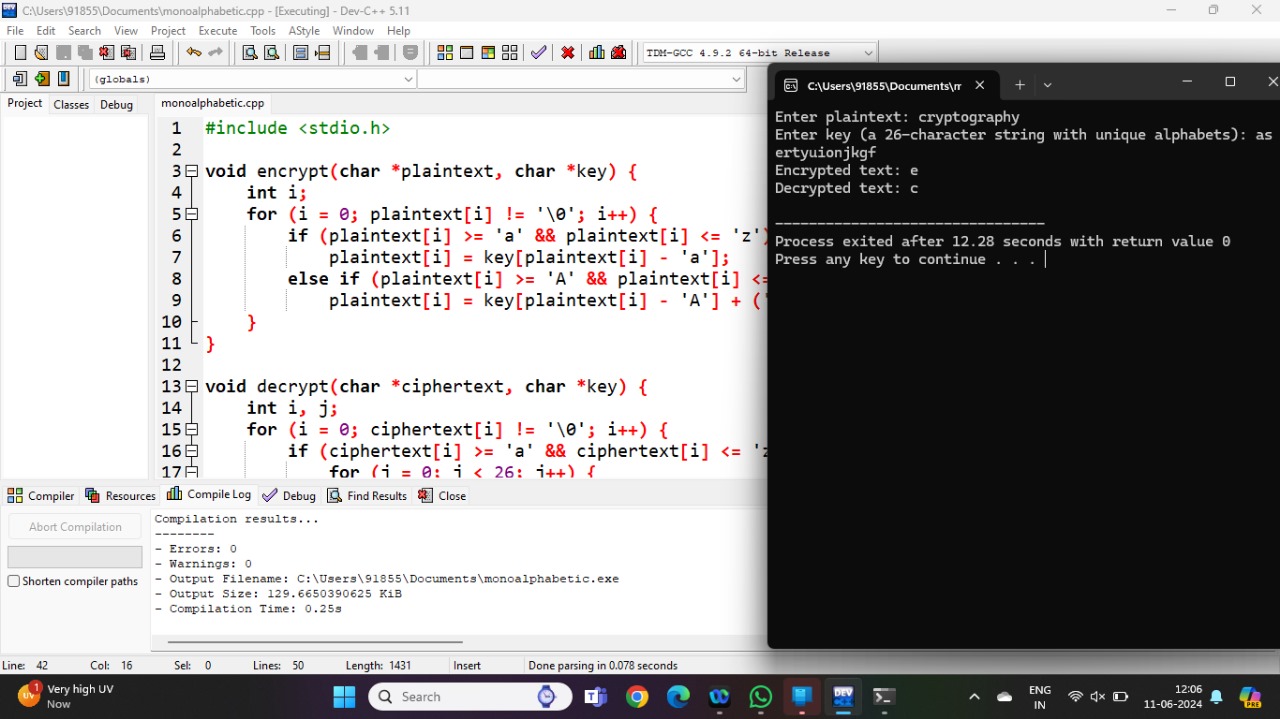 C:\Users\91855\Documents\monoalphabetic.cpp - [Executing] - Dev-C++ 5.11
File Edit Search View Project Execute Tools AStyle Window Help
TDM-GCC 4.9.2 64-bit Release
(globals)
Project Classes Debug
monoalphabetic.cpp
1 #include <stdio.h>
2
3 void encrypt(char *plaintext, char *key) {
4 int i;
5 for (i = 0; plaintext[i] != '\0'; i++) {
6 if (plaintext[i] >= 'a' && plaintext[i] <= 'z')
7 plaintext[i] = key[plaintext[i] - 'a'];
8 else if (plaintext[i] >= 'A' && plaintext[i] <=
9 plaintext[i] = key[plaintext[i] - 'A'] + ('
10 }
11 }
12
13 void decrypt(char *ciphertext, char *key) {
14 int i, j;
15 for (i = 0; ciphertext[i] != '\0'; i++) {
16 if (ciphertext[i] >= 'a' && ciphertext[i] <= 'z
17 for (j = 0; j < 26; j++) {
C:\Users\91855\Documents\m
Enter plaintext: cryptography
Enter key (a 26-character string with unique alphabets): as
ertyuionjkgf
Encrypted text: e
Decrypted text: c
--------------------------------
Process exited after 12.28 seconds with return value 0
Press any key to continue . . .
Compiler Resources Compile Log Debug Find Results Close
Abort Compilation
Shorten compiler paths
Compilation results...
--------
- Errors: 0
- Warnings: 0
- Output Filename: C:\Users\91855\Documents\monoalphabetic.exe
- Output Size: 129.6650390625 KiB
- Compilation Time: 0.25s
Line: 42 Col: 16 Sel: 0 Lines: 50 Length: 1431 Insert Done parsing in 0.078 seconds
UV 1
Very high UV
Now
Search
DEV
ENG
IN
12:06
11-06-2024
PRE